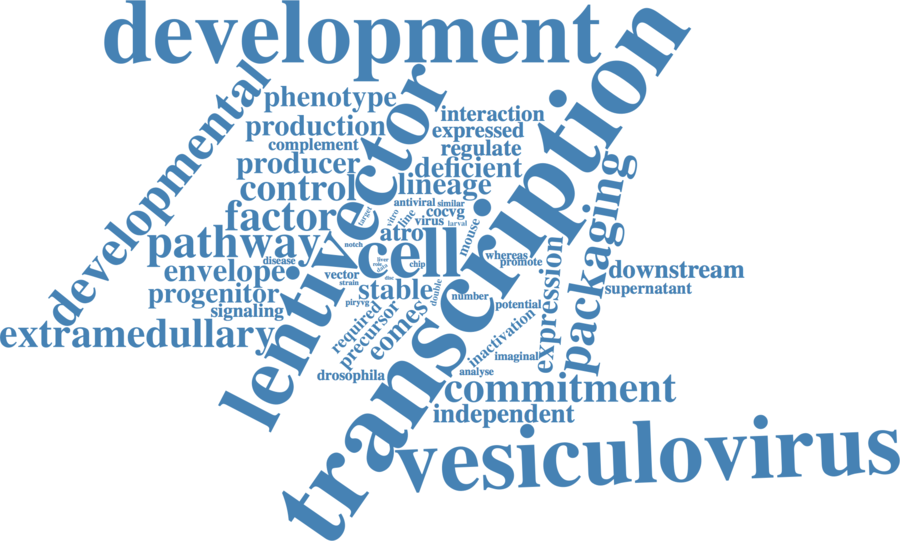 development
transcription
developmental
lentivector
phenotype
interaction
production
expressed
complement
regulate
producer
deficient
control
lineage
packaging
antiviral
similar
factor
target
vitro
line
cocvg
virus
larval
mouse
pathway
atro
notch
cell
whereas
promote
disease
liver
role
chip
envelope
vector
strain
disc
downstream
expression
progenitor
stable
double
number
supernatant
signaling
piryvg
potential
extramedullary
required
precursor
eomes
inactivation
imaginal
drosophila
analyse
commitment
independent
vesiculovirus